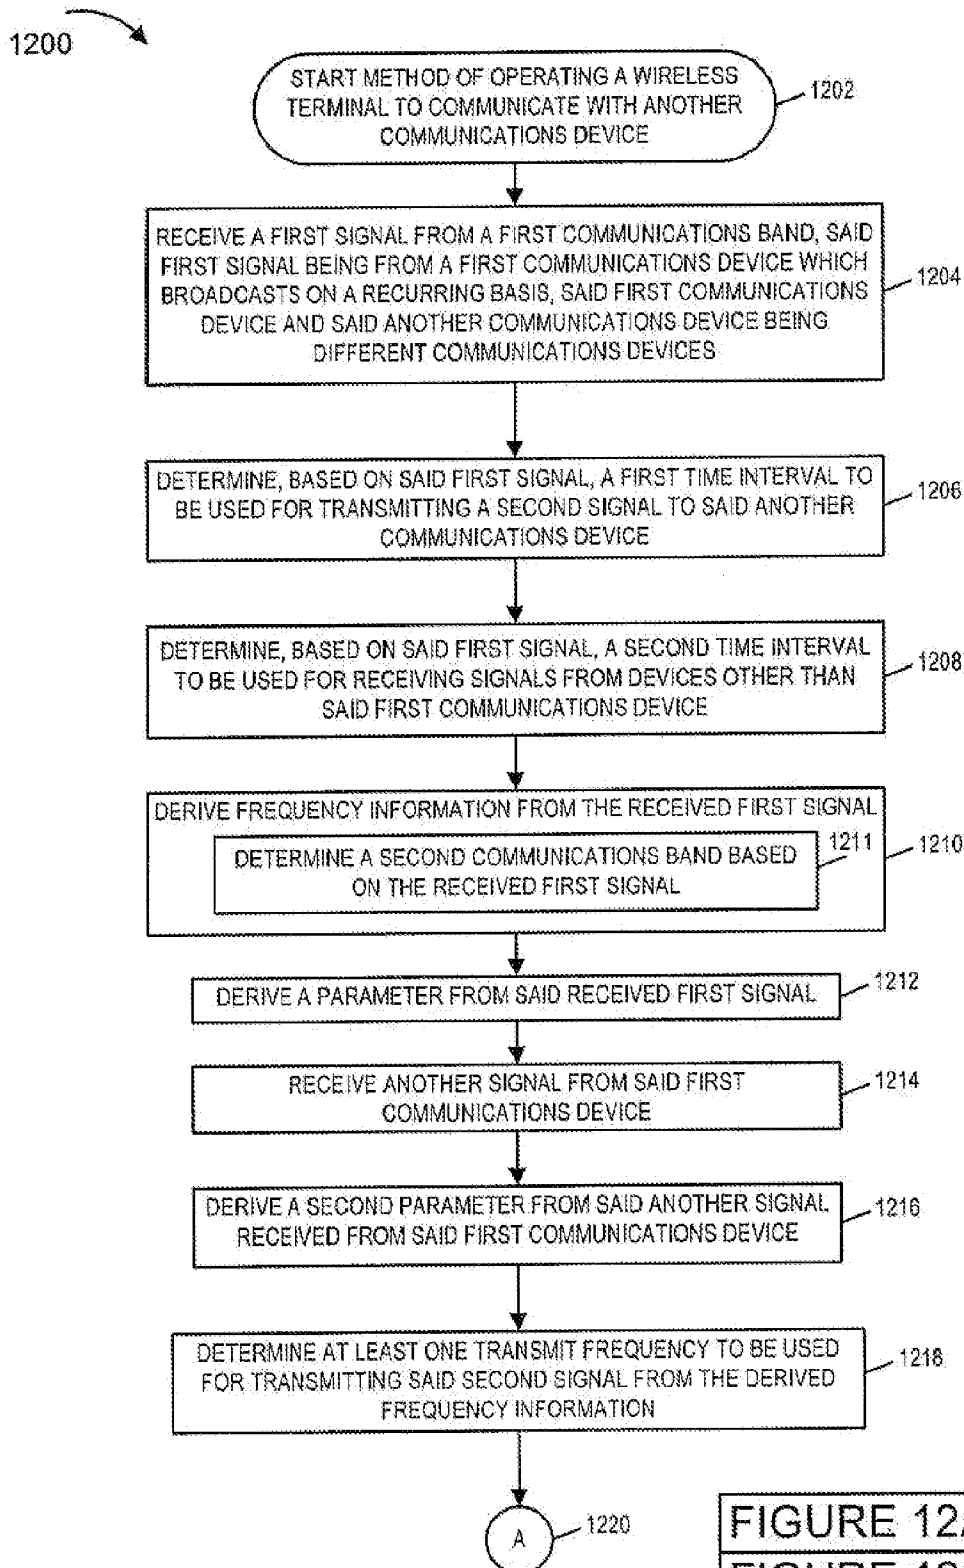 1200
START METHOD OF OPERATING A WIRELESS
TERMINAL TO COMMUNICATE WITH ANOTHER
COMMUNICATIONS DEVICE
1202
RECEIVE A FIRST SIGNAL FROM A FIRST COMMUNICATIONS BAND, SAID
FIRST SIGNAL BEING FROM A FIRST COMMUNICATIONS DEVICE WHICH
BROADCASTS ON A RECURRING BASIS, SAID FIRST COMMUNICATIONS
DEVICE AND SAID ANOTHER COMMUNICATIONS DEVICE BEING
DIFFERENT COMMUNICATIONS DEVICES
1204
DETERMINE, BASED ON SAID FIRST SIGNAL, A FIRST TIME INTERVAL TO
BE USED FOR TRANSMITTING A SECOND SIGNAL TO SAID ANOTHER
COMMUNICATIONS DEVICE
1206
DETERMINE, BASED ON SAID FIRST SIGNAL, A SECOND TIME INTERVAL
TO BE USED FOR RECEIVING SIGNALS FROM DEVICES OTHER THAN
SAID FIRST COMMUNICATIONS DEVICE
1208
DERIVE FREQUENCY INFORMATION FROM THE RECEIVED FIRST SIGNAL
1210
DETERMINE A SECOND COMMUNICATIONS BAND BASED
ON THE RECEIVED FIRST SIGNAL
1211
DERIVE A PARAMETER FROM SAID RECEIVED FIRST SIGNAL
1212
RECEIVE ANOTHER SIGNAL FROM SAID FIRST
COMMUNICATIONS DEVICE
1214
DERIVE A SECOND PARAMETER FROM SAID ANOTHER SIGNAL
RECEIVED FROM SAID FIRST COMMUNICATIONS DEVICE
1216
DETERMINE AT LEAST ONE TRANSMIT FREQUENCY TO BE USED
FOR TRANSMITTING SAID SECOND SIGNAL FROM THE DERIVED
FREQUENCY INFORMATION
1218
A
1220
FIGURE 12A